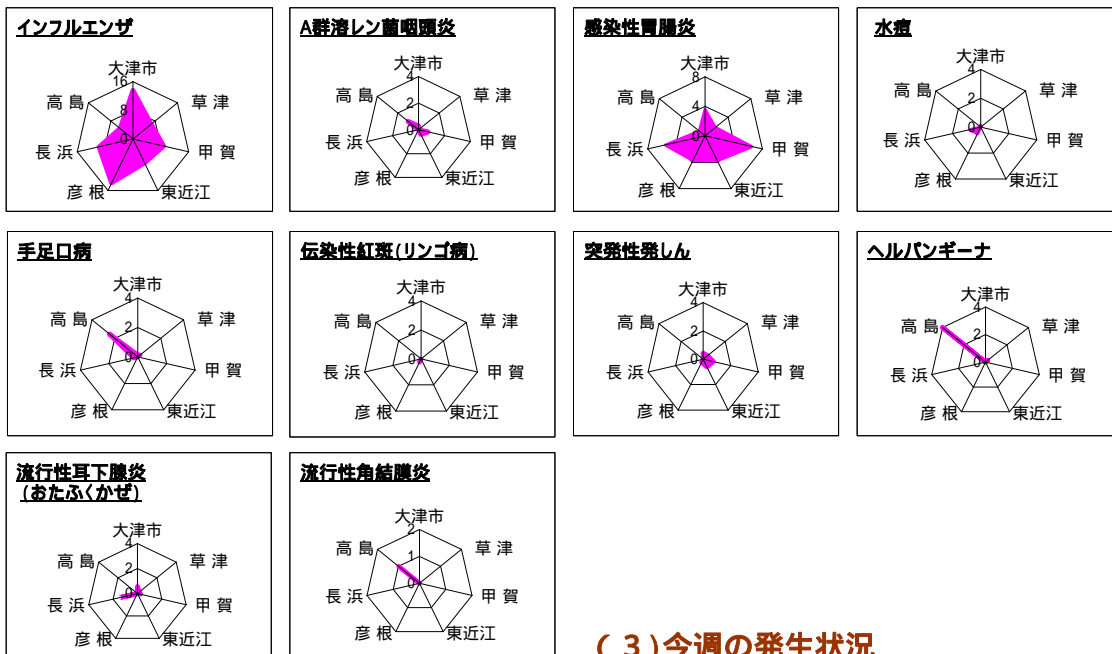 インフルエンザ
大津市
16
8
0
草 津
甲 賀
東近江
彦 根
長 浜
高 島
A群溶レン菌咽頭炎
大津市
4
2
0
草 津
甲 賀
東近江
彦 根
長 浜
高 島
感染性胃腸炎
大津市
8
4
0
草 津
甲 賀
東近江
彦 根
長 浜
高 島
水痘
大津市
4
2
0
草 津
甲 賀
東近江
彦 根
長 浜
高 島
手足口病
大津市
4
2
0
草 津
甲 賀
東近江
彦 根
長 浜
高 島
伝染性紅斑(リンゴ病)
大津市
4
2
0
草 津
甲 賀
東近江
彦 根
長 浜
高 島
突発性発しん
大津市
4
2
0
草 津
甲 賀
東近江
彦 根
長 浜
高 島
ヘルパンギーナ
大津市
4
2
0
草 津
甲 賀
東近江
彦 根
長 浜
高 島
流行性耳下腺炎
(おたふくかぜ)
大津市
4
2
0
草 津
甲 賀
東近江
彦 根
長 浜
高 島
流行性角結膜炎
大津市
2
1
0
草 津
甲 賀
東近江
彦 根
長 浜
高 島
(3)今週の発生状況